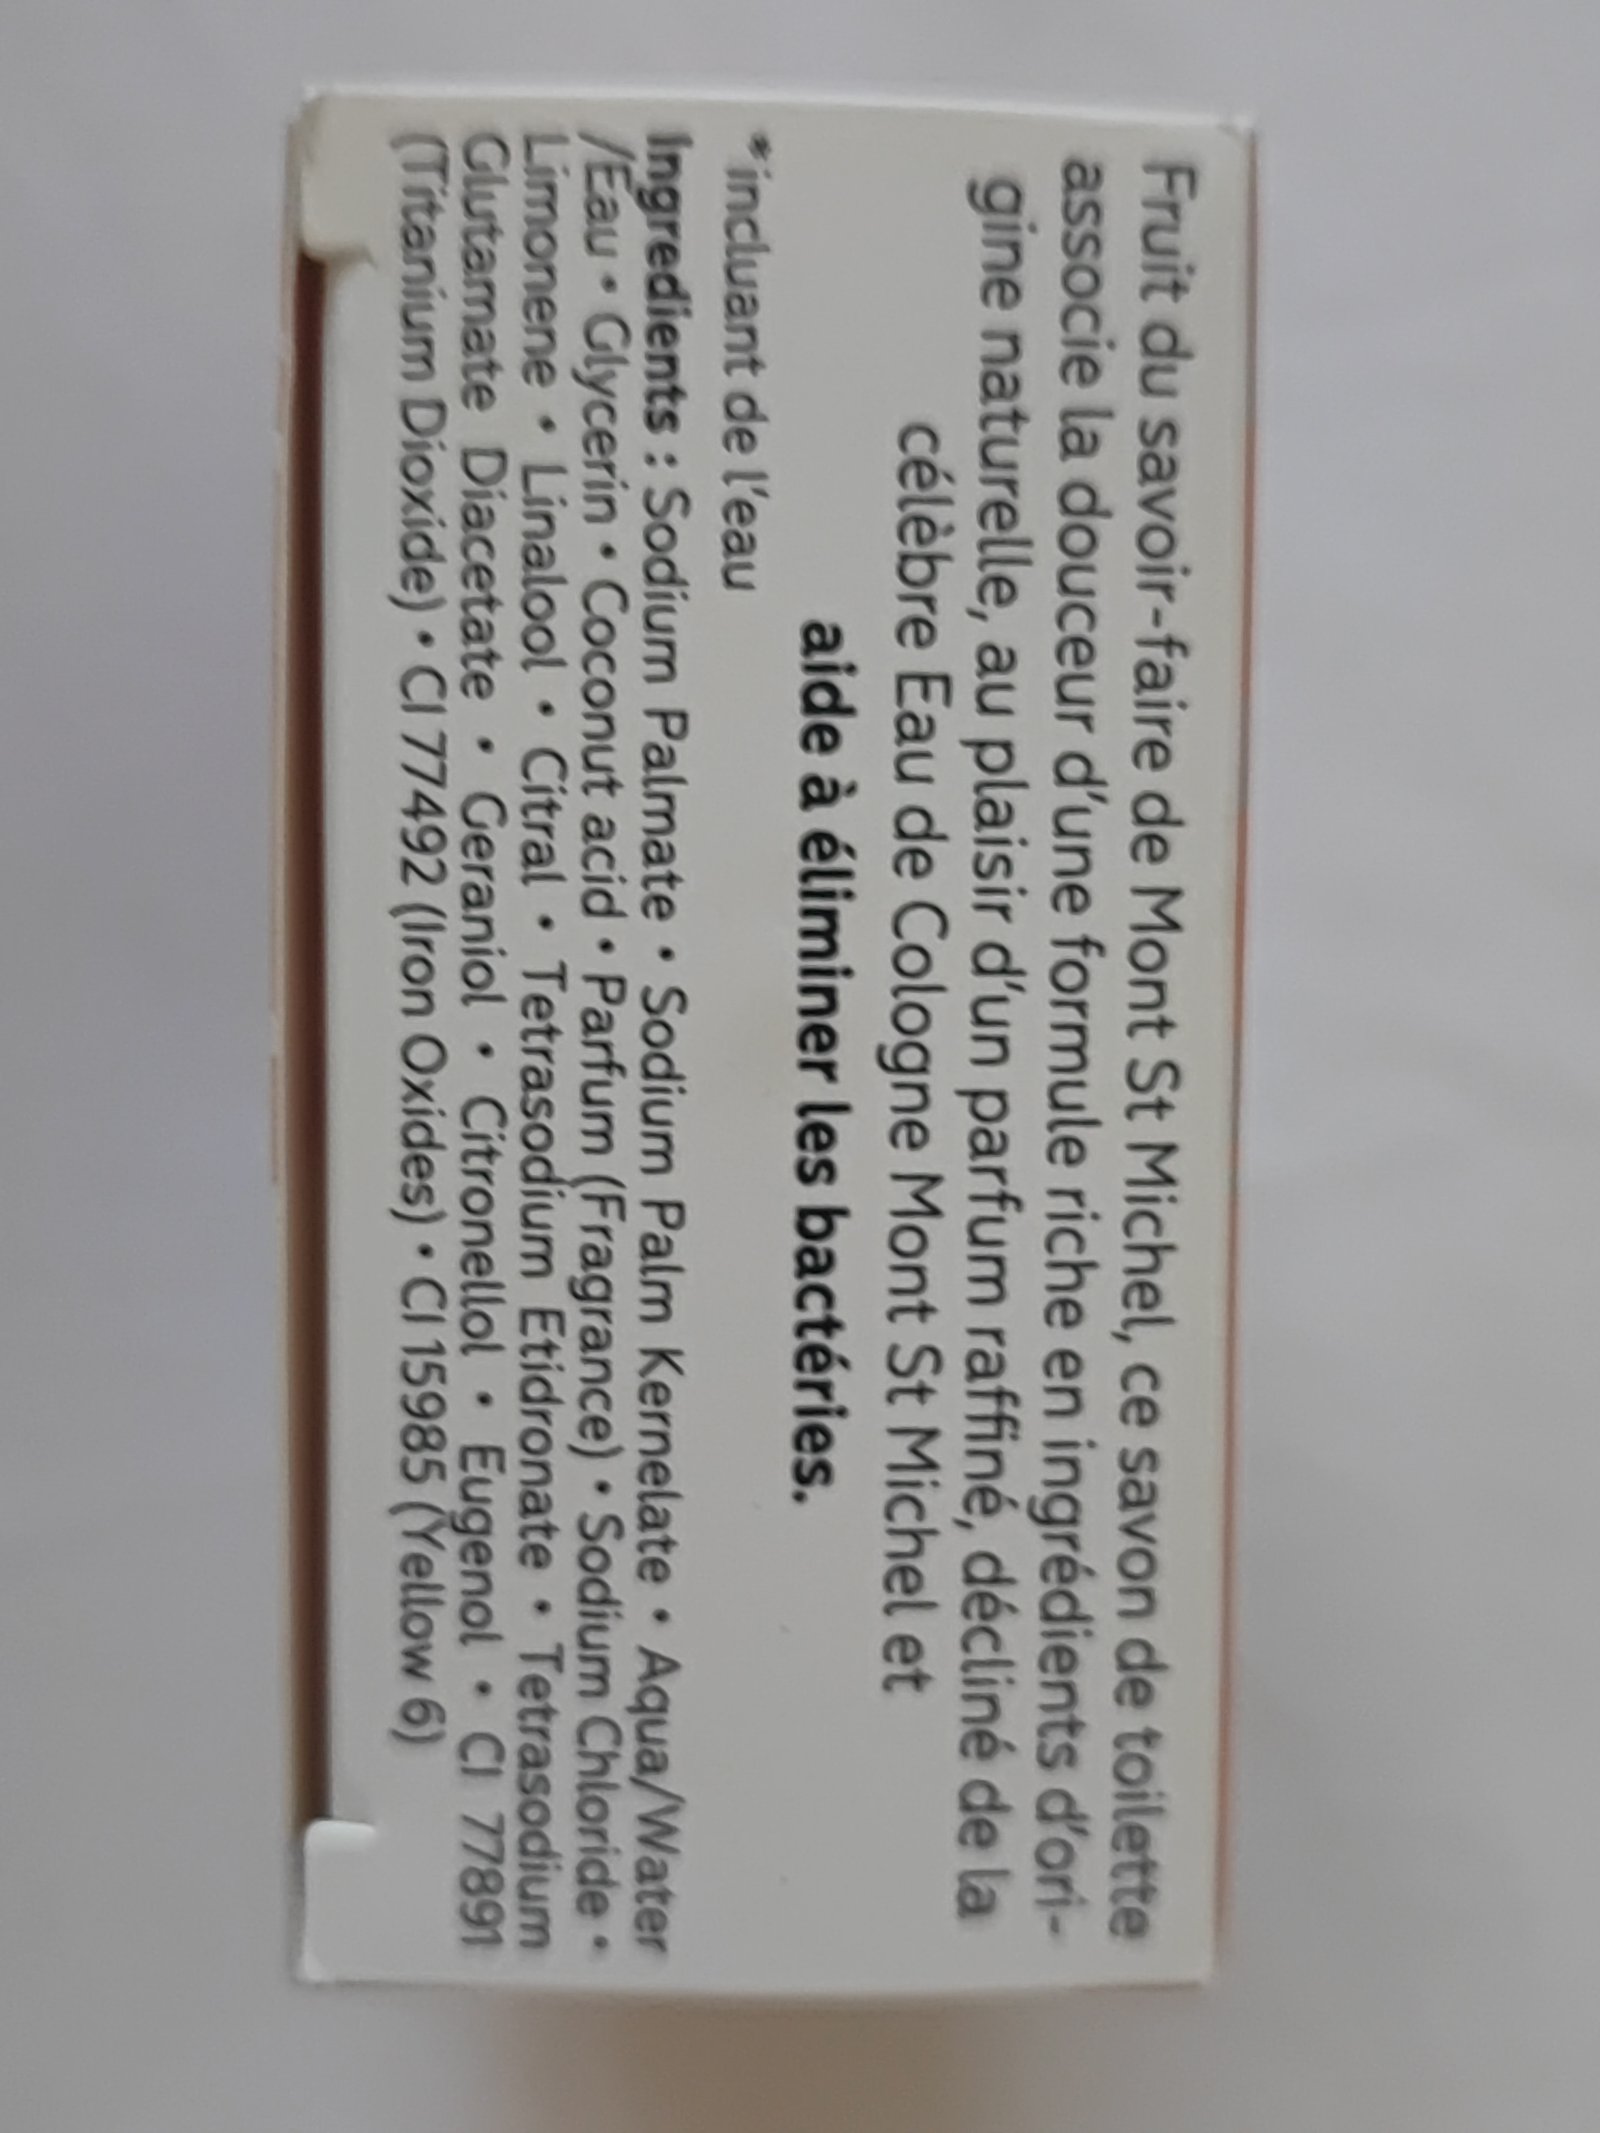 Fruit du savoir-faire de Mont St Michel, ce savon de toilette
associe la douceur d'une formule riche en ingrédients d'ori-
gine naturelle, au plaisir d'un parfum raffiné, décliné de la
célèbre Eau de Cologne Mont St Michel et
aide à éliminer les bactéries.
*incluant de l'eau
Ingredients : Sodium Palmate • Sodium Palm Kernelate • Aqua/Water
/Eau • Glycerin • Coconut acid • Parfum (Fragrance) • Sodium Chloride •
Limonene • Linalool • Citral • Tetrasodium Etidronate • Tetrasodium
Glutamate Diacetate • Geraniol • Citronellol • Eugenol • CI 77891
(Titanium Dioxide) • CI 77492 (Iron Oxides) • CI 15985 (Yellow 6)